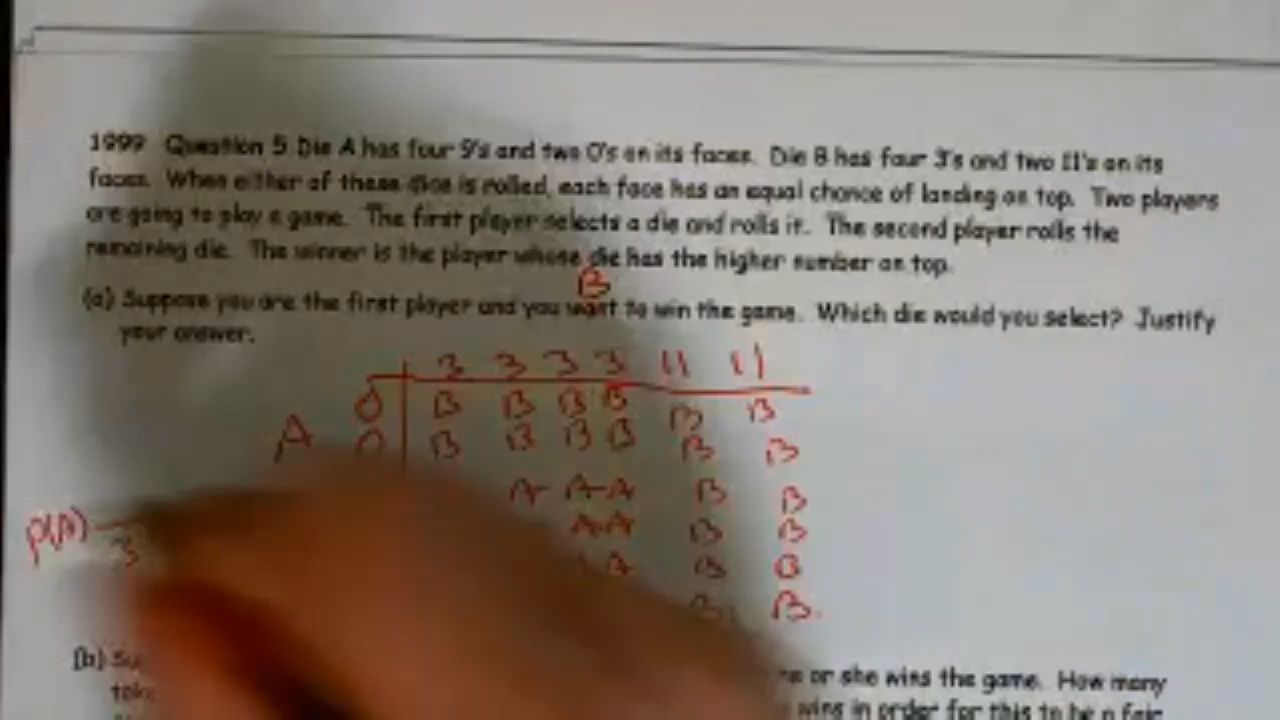 1999 Question 5 Die A has four 9's and two 0's on its faces. Die B has four 3's and two 11's on its
faces. When either of these dice is rolled, each face has an equal chance of landing on top. Two players
are going to play a game. The first player selects a die and rolls it. The second player rolls the
remaining die. The winner is the player whose die has the higher number on top.
B
(a) Suppose you are the first player and you want to win the game. Which die would you select? Justify
your answer.
3 3 3 3 11 11
0 B B B B B B
A 0 B B B B B B
A A A B B
P(A) A A B B
3 A B B
B B
(b)
or she wins the game. How many
wins in order for this to be a fair